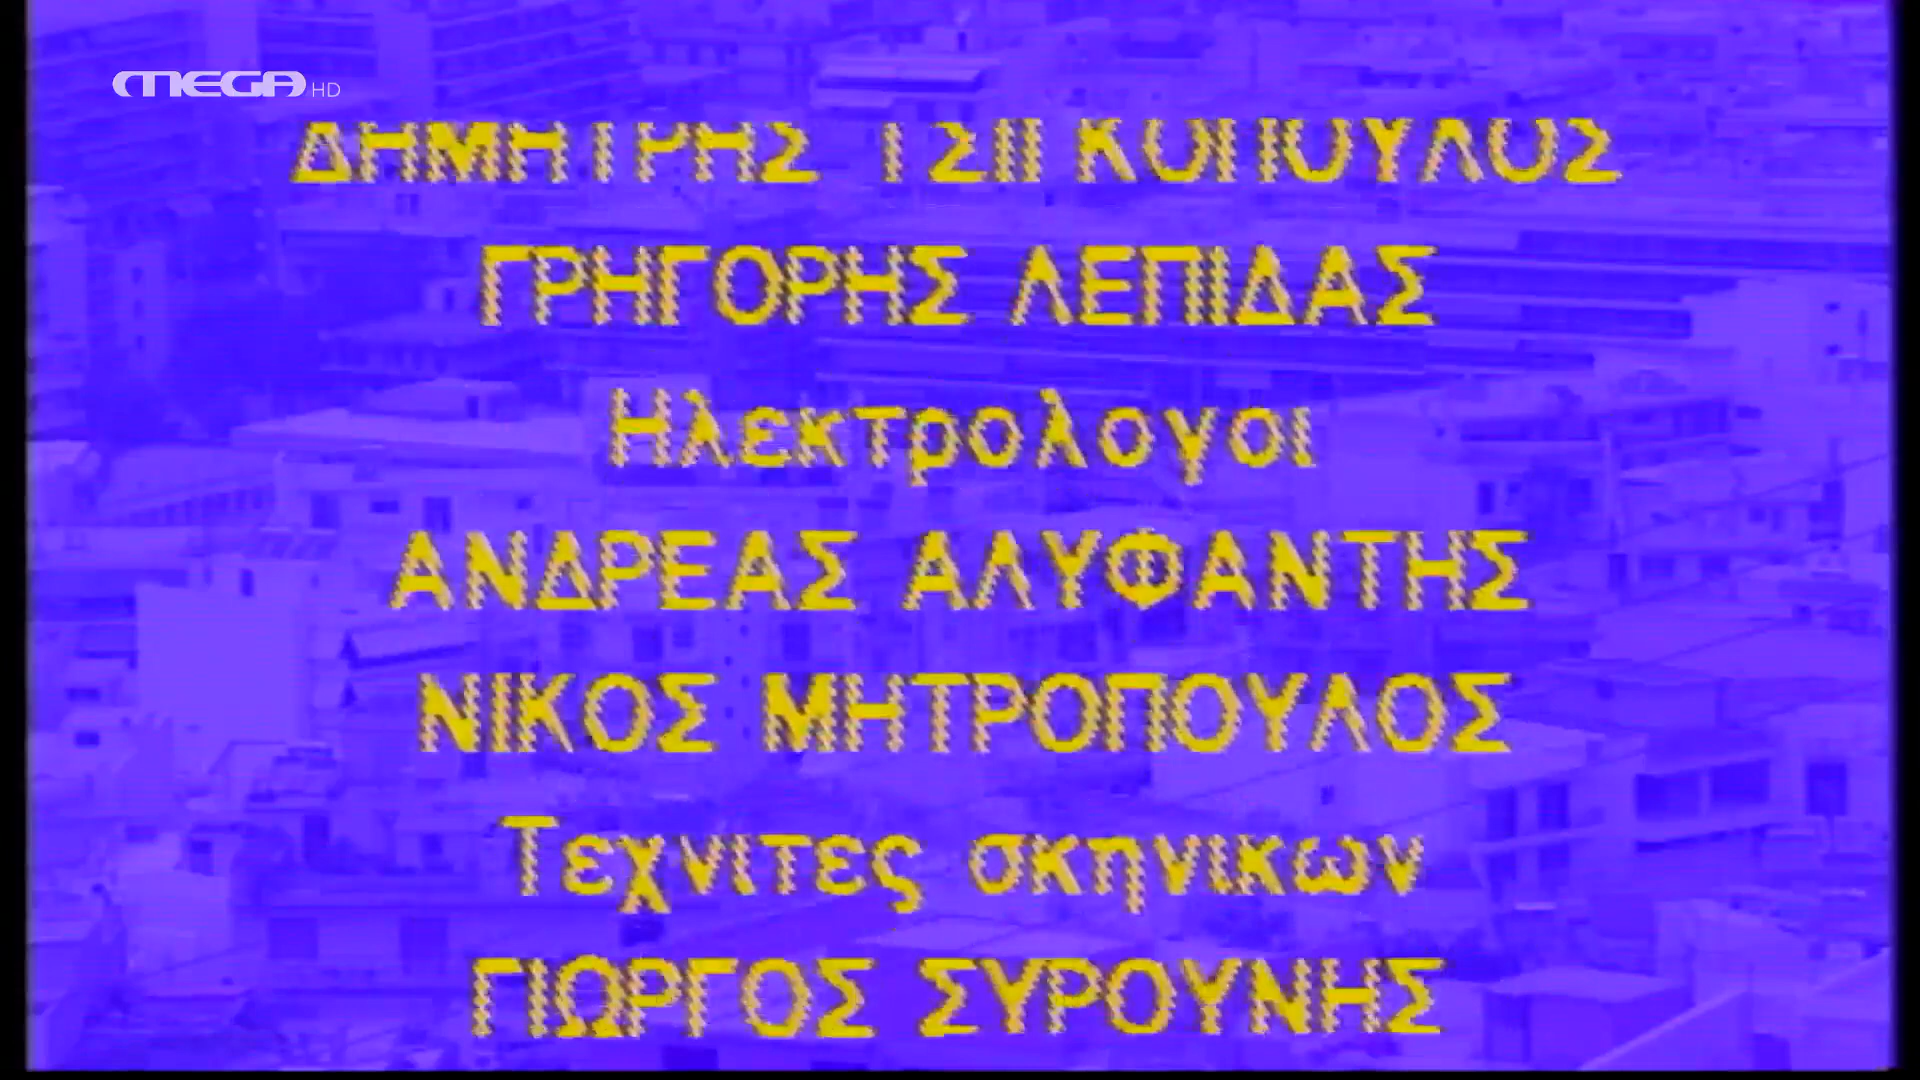 MEGA HD
ΔΗΜΗΤΡΗΣ
ΓΡΗΓΟΡΗΣ ΛΕΠΙΔΑΣ
Ηλεκτρολογοι
ΑΝΔΡΕΑΣ ΑΛΥΦΑΝΤΗΣ
ΝΙΚΟΣ ΜΗΤΡΟΠΟΥΛΟΣ
Τεχνιτες σκηνικων
ΓΙΩΡΓΟΣ ΣΥΡΟΥΝΗΣ